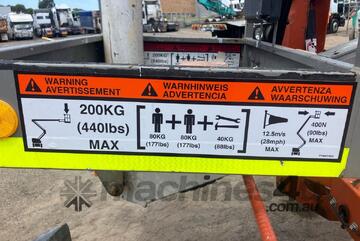 WARNING
AVERTISSEMENT
WARNHINWEIS
ADVERTENCIA
AVVERTENZA
WAARSCHUWING
200KG
(440lbs)
MAX
80KG
(177lbs)
80KG
(177lbs)
40KG
(88lbs)
12.5m/s
(28mph)
MAX
400N
(90lbs)
MAX
machines4u
.com.au